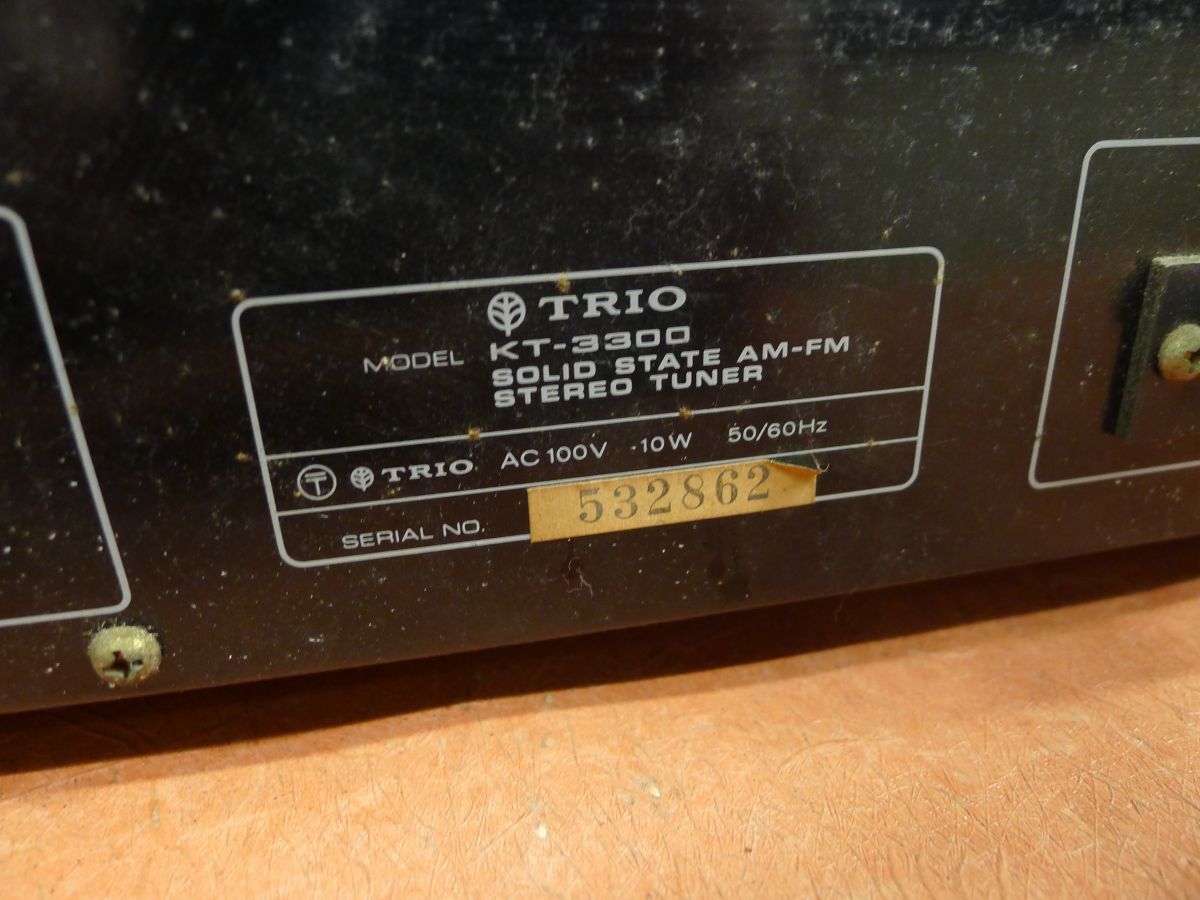 TRIO
MODEL KT-3300
SOLID STATE AM-FM
STEREO TUNER
〒 TRIO AC 100V 10W 50/60Hz
SERIAL NO. 532862